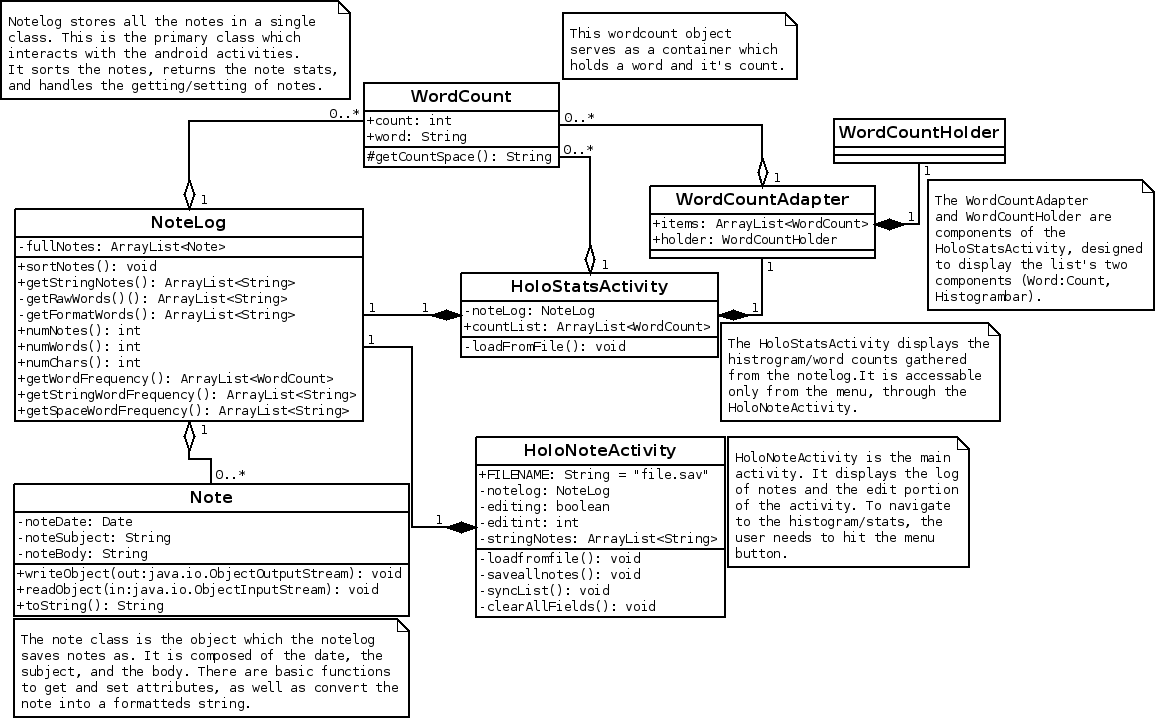 Notelog stores all the notes in a single
class. This is the primary class which
interacts with the android activities.
It sorts the notes, returns the note stats,
and handles the getting/setting of notes.
This wordcount object
serves as a container which
holds a word and it's count.
WordCount
+count: int
+word: String
#getCountSpace(): String
0..*
0..*
0..*
1
1
1
WordCountHolder
1
WordCountAdapter
+items: ArrayList<WordCount>
+holder: WordCountHolder
1
1
The WordCountAdapter
and WordCountHolder are
components of the
HoloStatsActivity, designed
to display the list's two
components (Word:Count,
Histogrambar).
NoteLog
-fullNotes: ArrayList<Note>
+sortNotes(): void
+getStringNotes(): ArrayList<String>
-getRawWords()(): ArrayList<String>
-getFormatWords(): ArrayList<String>
+numNotes(): int
+numWords(): int
+numChars(): int
+getWordFrequency(): ArrayList<WordCount>
+getStringWordFrequency(): ArrayList<String>
+getSpaceWordFrequency(): ArrayList<String>
1
1
1
HoloStatsActivity
-noteLog: NoteLog
+countList: ArrayList<WordCount>
-loadFromFile(): void
1
The HoloStatsActivity displays the
histrogram/word counts gathered
from the notelog.It is accessable
only from the menu, through the
HoloNoteActivity.
1
0..*
Note
-noteDate: Date
-noteSubject: String
-noteBody: String
+writeObject(out:java.io.ObjectOutputStream): void
+readObject(in:java.io.ObjectInputStream): void
+toString(): String
1
HoloNoteActivity
+FILENAME: String = "file.sav"
-notelog: NoteLog
-editing: boolean
-editint: int
-stringNotes: ArrayList<String>
-loadfromfile(): void
-saveallnotes(): void
-syncList(): void
-clearAllFields(): void
HoloNoteActivity is the main
activity. It displays the log
of notes and the edit portion
of the activity. To navigate
to the histogram/stats, the
user needs to hit the menu
button.
The note class is the object which the notelog
saves notes as. It is composed of the date, the
subject, and the body. There are basic functions
to get and set attributes, as well as convert the
note into a formatteds string.